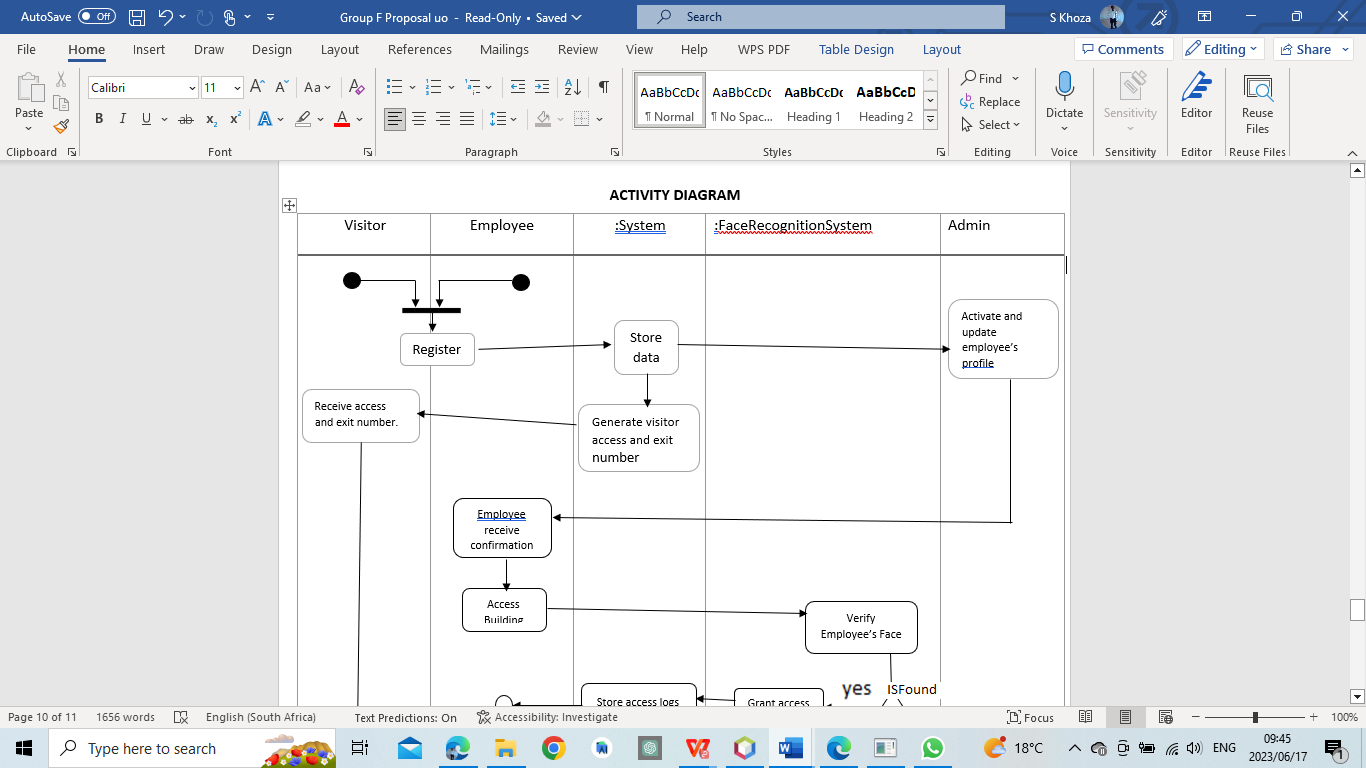 AutoSave Off Group F Proposal uo - Read-Only • Saved Search S Khoza
File Home Insert Draw Design Layout References Mailings Review View Help WPS PDF Table Design Layout Comments Editing Share
Paste Calibri 11 Aa A
B I U ab x₂ x² A A
AaBbCcDc AaBbCcDc AaBbCcDc AaBbCcD
¶ Normal ¶ No Spac... Heading 1 Heading 2
Find
Replace
Select
Dictate Sensitivity Editor Reuse
Files
Clipboard Font Paragraph Styles Editing Voice Sensitivity Editor Reuse Files
ACTIVITY DIAGRAM
Visitor Employee :System :FaceRecognitionSystem Admin
Register
Store
data
Activate and
update
employee's
profile
Receive access
and exit number.
Generate visitor
access and exit
number
Employee
receive
confirmation
Access
Building
Verify
Employee's Face
yes ISFound
Store access logs
Grant access
Page 10 of 11 1656 words English (South Africa) Text Predictions: On Accessibility: Investigate Focus 100%
Type here to search 18°C ENG 09:45
2023/06/17 1